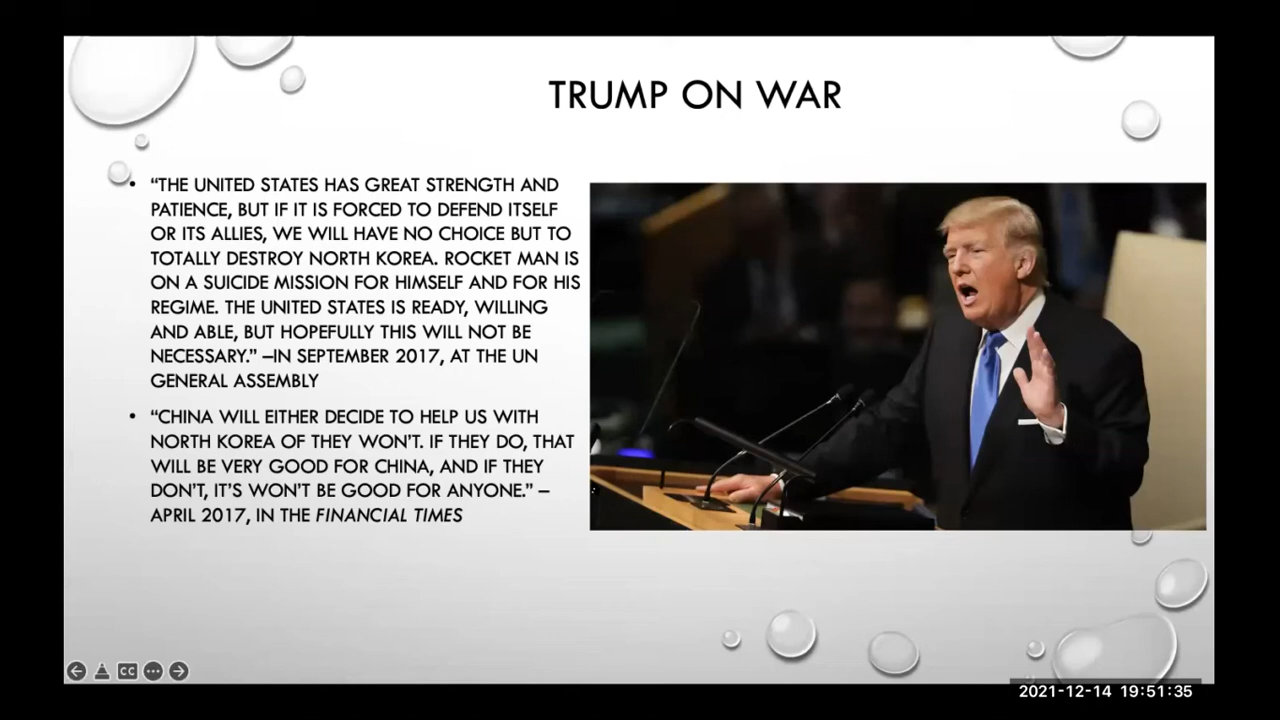 TRUMP ON WAR
• “THE UNITED STATES HAS GREAT STRENGTH AND
PATIENCE, BUT IF IT IS FORCED TO DEFEND ITSELF
OR ITS ALLIES, WE WILL HAVE NO CHOICE BUT TO
TOTALLY DESTROY NORTH KOREA. ROCKET MAN IS
ON A SUICIDE MISSION FOR HIMSELF AND FOR HIS
REGIME. THE UNITED STATES IS READY, WILLING
AND ABLE, BUT HOPEFULLY THIS WILL NOT BE
NECESSARY.” –IN SEPTEMBER 2017, AT THE UN
GENERAL ASSEMBLY
• “CHINA WILL EITHER DECIDE TO HELP US WITH
NORTH KOREA OF THEY WON’T. IF THEY DO, THAT
WILL BE VERY GOOD FOR CHINA, AND IF THEY
DON’T, IT’S WON’T BE GOOD FOR ANYONE.” –
APRIL 2017, IN THE FINANCIAL TIMES
CC
2021-12-14 19:51:35